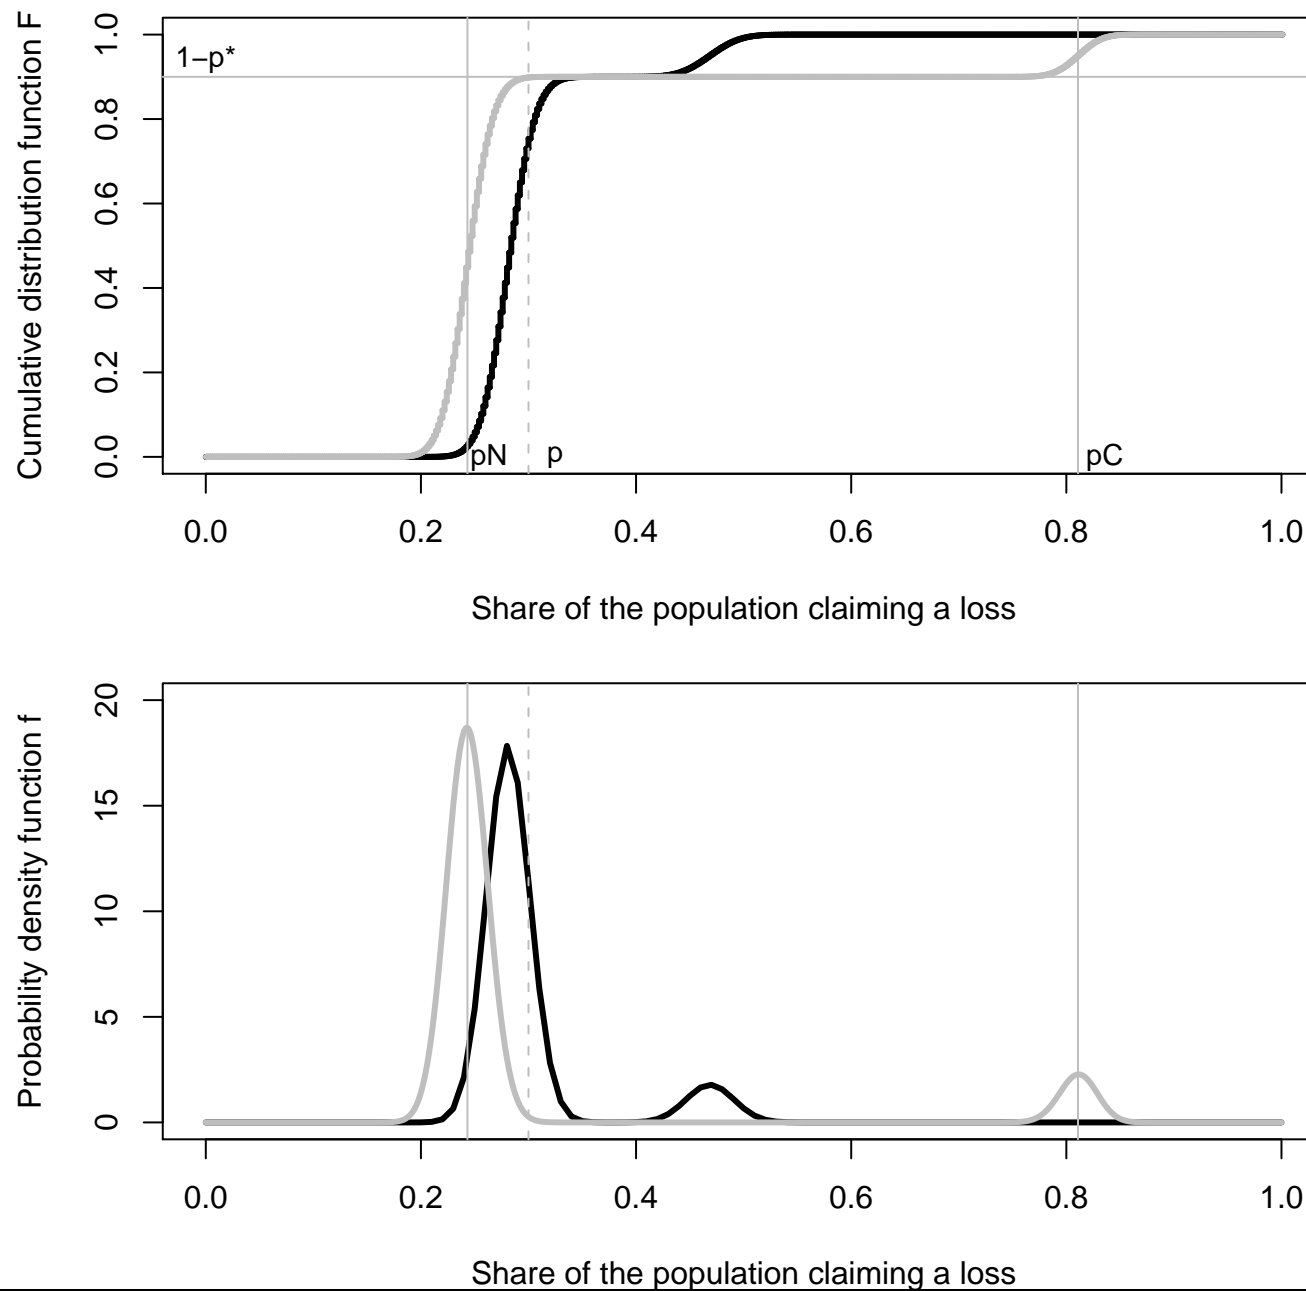 Cumulative distribution function F
1.0
0.8
0.6
0.4
0.2
0.0
1−p*
pN
p
pC
0.0 0.2 0.4 0.6 0.8 1.0
Share of the population claiming a loss
Probability density function f
20
15
10
5
0
0.0 0.2 0.4 0.6 0.8 1.0
Share of the population claiming a loss